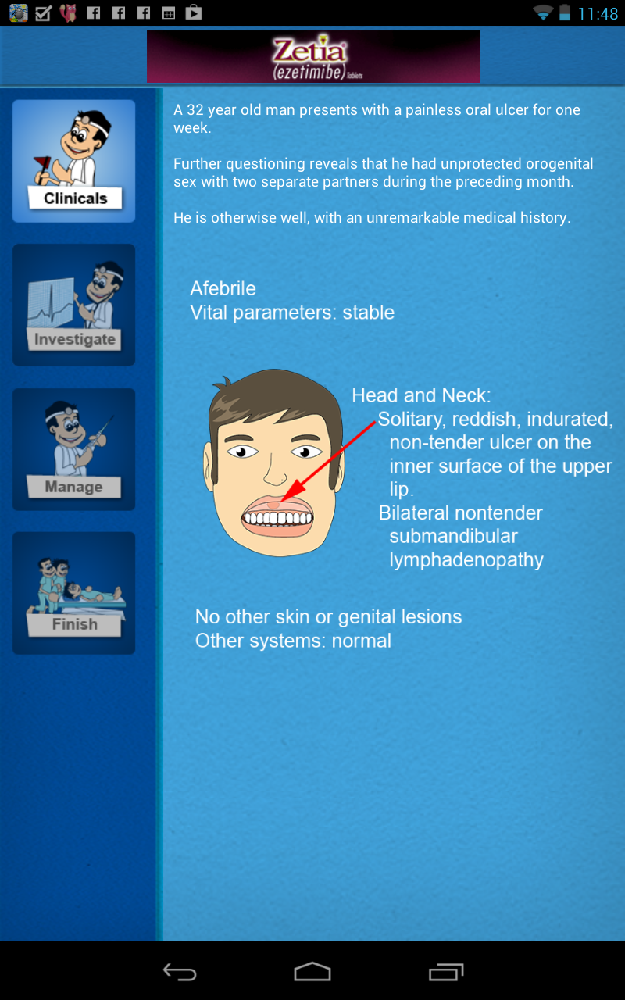 11:48
Zetia
(ezetimibe) Tablets
A 32 year old man presents with a painless oral ulcer for one
week.
Further questioning reveals that he had unprotected orogenital
sex with two separate partners during the preceding month.
He is otherwise well, with an unremarkable medical history.
Clinicals
Investigate
Manage
Finish
Afebrile
Vital parameters: stable
Head and Neck:
Solitary, reddish, indurated,
non-tender ulcer on the
inner surface of the upper
lip.
Bilateral nontender
submandibular
lymphadenopathy
No other skin or genital lesions
Other systems: normal